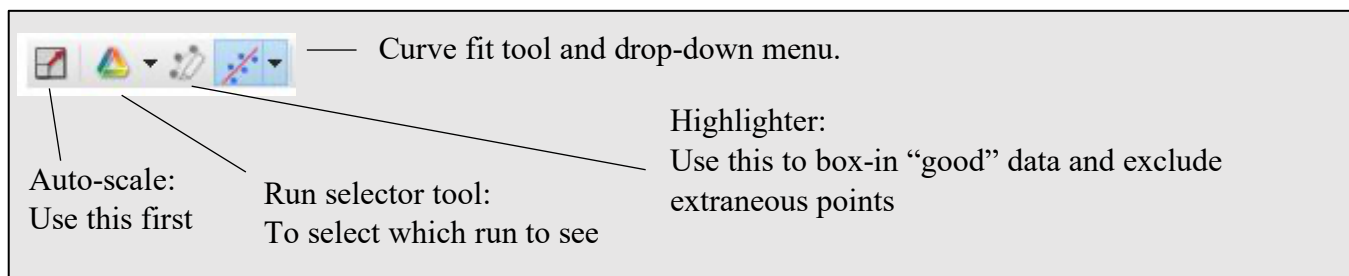 Curve fit tool and drop-down menu.
Highlighter:
Use this to box-in “good” data and exclude
extraneous points
Auto-scale:
Use this first
Run selector tool:
To select which run to see